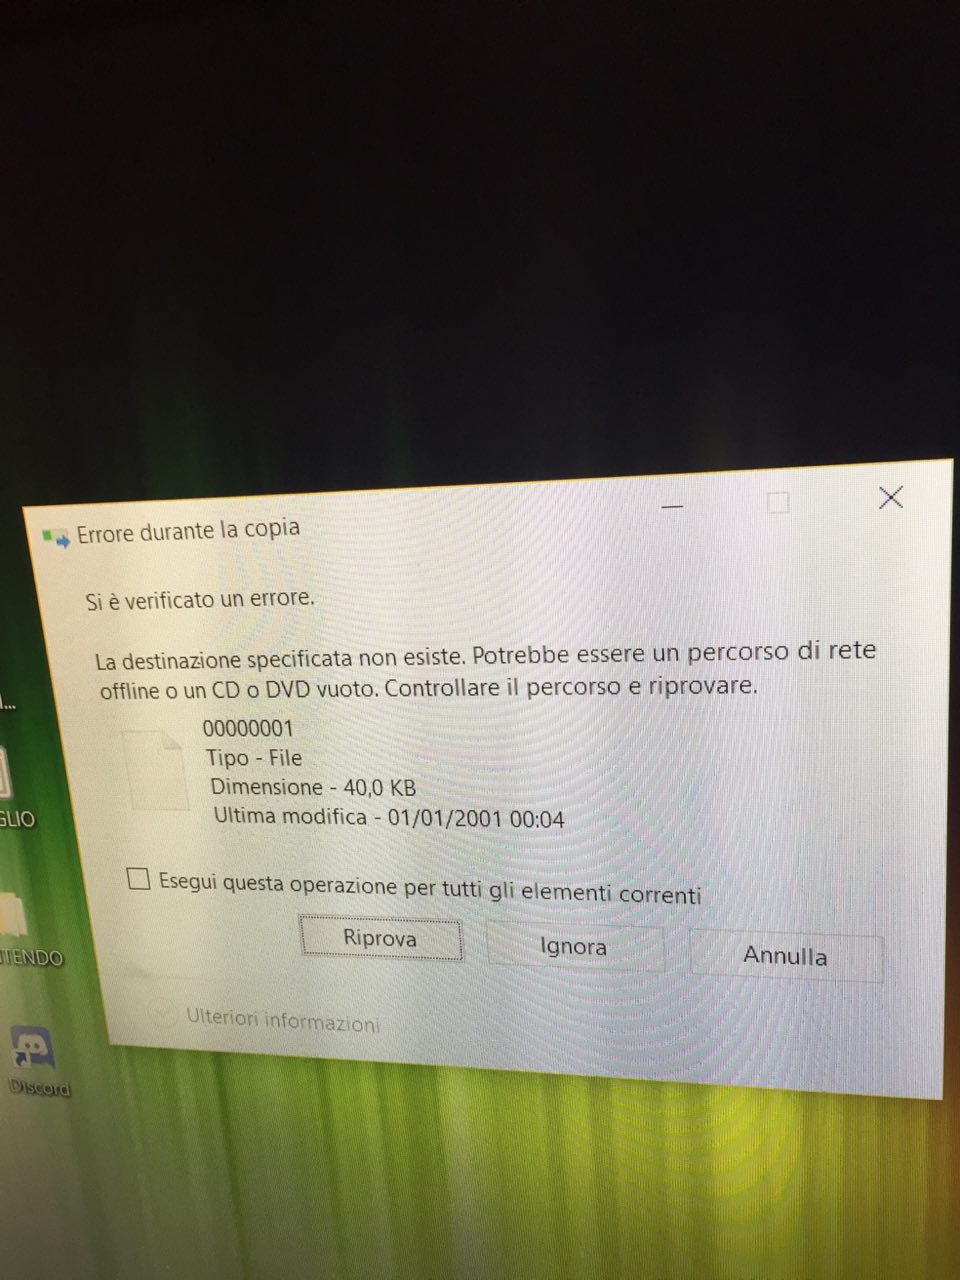 Errore durante la copia
Si è verificato un errore.
La destinazione specificata non esiste. Potrebbe essere un percorso di rete
offline o un CD o DVD vuoto. Controllare il percorso e riprovare.
00000001
Tipo - File
Dimensione - 40,0 KB
Ultima modifica - 01/01/2001 00:04
Esegui questa operazione per tutti gli elementi correnti
Riprova
Ignora
Annulla
Ulteriori informazioni
...
GLIO
TENDO
Discord